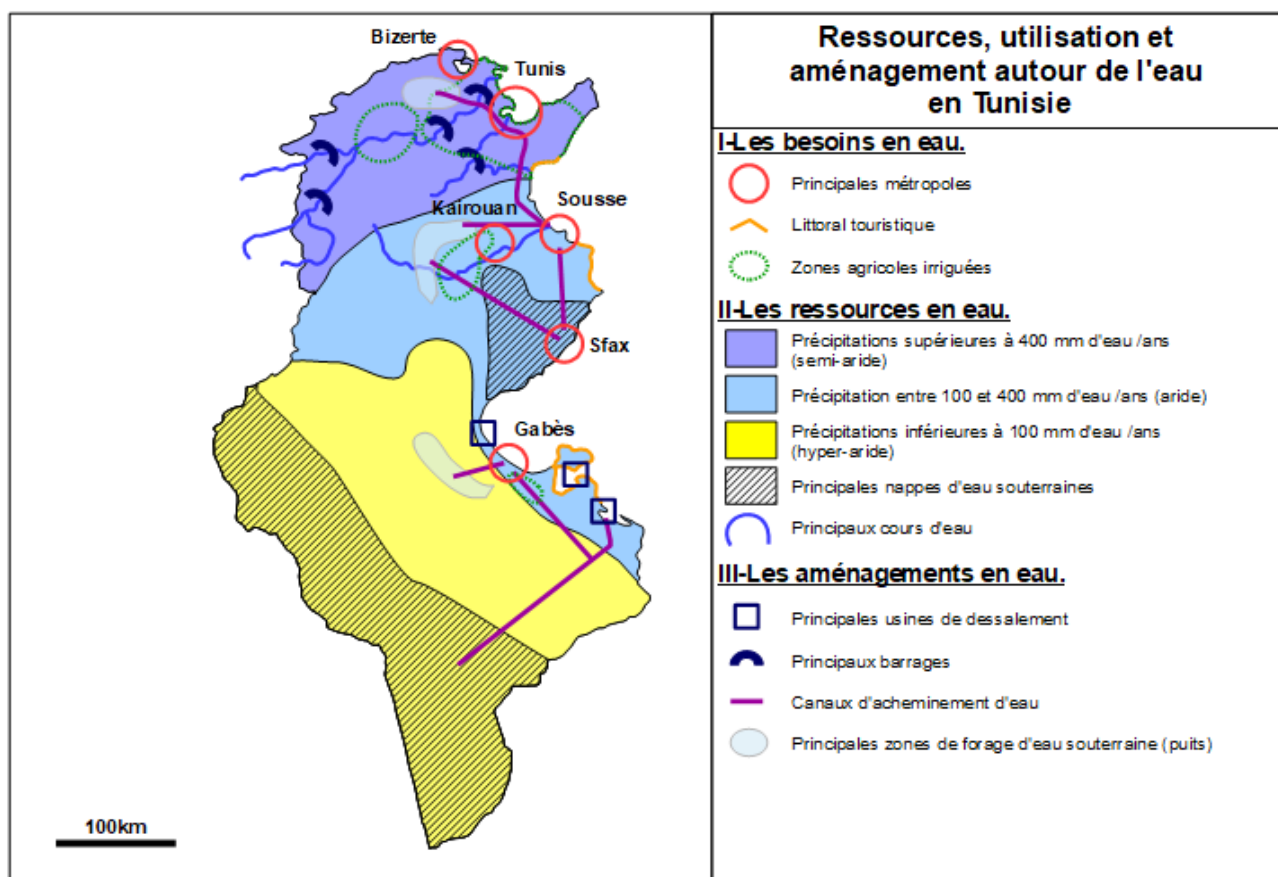 Bizerte
Tunis
Kairouan
Sousse
Sfax
Gabès
100km
Ressources, utilisation et
aménagement autour de l'eau
en Tunisie
I-Les besoins en eau.
Principales métropoles
Littoral touristique
Zones agricoles irriguées
II-Les ressources en eau.
Précipitations supérieures à 400 mm d'eau /ans
(semi-aride)
Précipitation entre 100 et 400 mm d'eau /ans (aride)
Précipitations inférieures à 100 mm d'eau /ans
(hyper-aride)
Principales nappes d'eau souterraines
Principaux cours d'eau
III-Les aménagements en eau.
Principales usines de dessalement
Principaux barrages
Canaux d'acheminement d'eau
Principales zones de forage d'eau souterraine (puits)